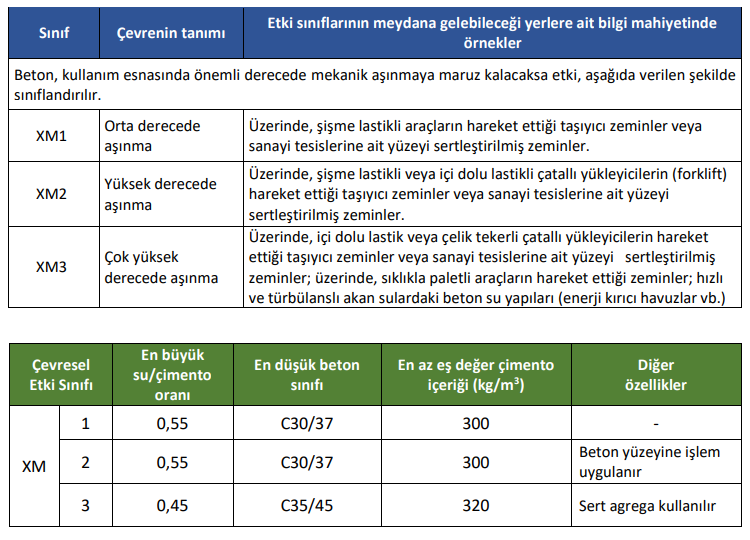 Sınıf
Çevrenin tanımı
Etki sınıflarının meydana gelebileceği yerlere ait bilgi mahiyetinde
örnekler
Beton, kullanım esnasında önemli derecede mekanik aşınmaya maruz kalacaksa etki, aşağıda verilen şekilde
sınıflandırılır.
XM1
Orta derecede
aşınma
Üzerinde, şişme lastikli araçların hareket ettiği taşıyıcı zeminler veya
sanayi tesislerine ait yüzeyi sertleştirilmiş zeminler.
XM2
Yüksek derecede
aşınma
Üzerinde, şişme lastikli veya içi dolu lastikli çatallı yükleyicilerin (forklift)
hareket ettiği taşıyıcı zeminler veya sanayi tesislerine ait yüzeyi
sertleştirilmiş zeminler.
XM3
Çok yüksek
derecede aşınma
Üzerinde, içi dolu lastik veya çelik tekerli çatallı yükleyicilerin hareket
ettiği taşıyıcı zeminler veya sanayi tesislerine ait yüzeyi sertleştirilmiş
zeminler; üzerinde, sıklıkla paletli araçların hareket ettiği zeminler; hızlı
ve türbülanslı akan sulardaki beton su yapıları (enerji kırıcı havuzlar vb.)
Çevresel
Etki Sınıfı
En büyük
su/çimento
oranı
En düşük beton
sınıfı
En az eş değer çimento
içeriği (kg/m³)
Diğer
özellikler
XM
1
0,55
C30/37
300
-
2
0,55
C30/37
300
Beton yüzeyine işlem
uygulanır
3
0,45
C35/45
320
Sert agrega kullanılır